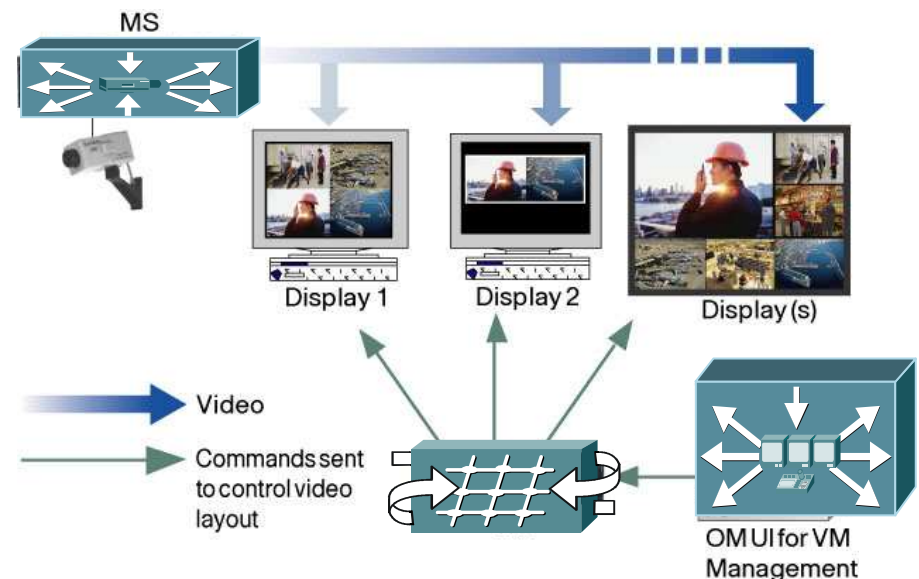 MS
Display 1
Display 2
Display (s)
Video
Commands sent
to control video
layout
OM UI for VM
Management